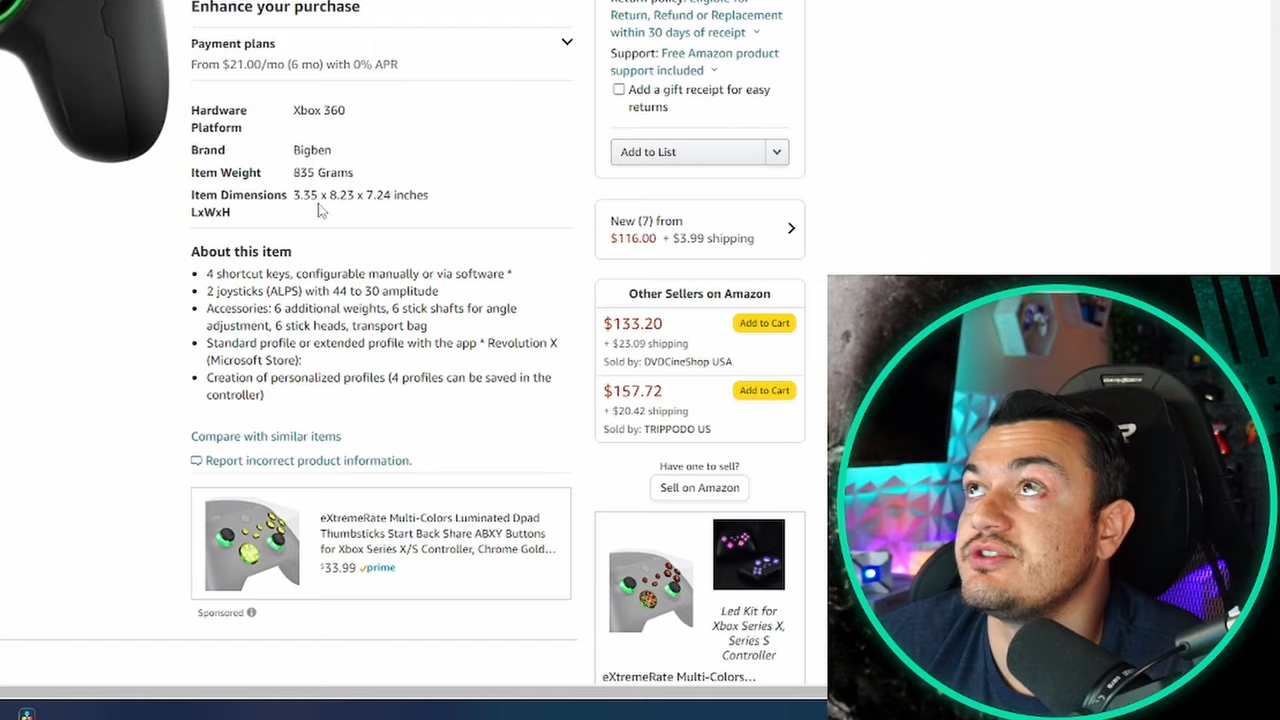 Enhance your purchase
Payment plans
From $21.00/mo (6 mo) with 0% APR
Hardware Platform Xbox 360
Brand Bigben
Item Weight 835 Grams
Item Dimensions LxWxH 3.35 x 8.23 x 7.24 inches
About this item
4 shortcut keys, configurable manually or via software *
2 joysticks (ALPS) with 44 to 30 amplitude
Accessories: 6 additional weights, 6 stick shafts for angle
adjustment, 6 stick heads, transport bag
Standard profile or extended profile with the app * Revolution X
(Microsoft Store):
Creation of personalized profiles (4 profiles can be saved in the
controller)
Compare with similar items
Report incorrect product information.
eXtremeRate Multi-Colors Luminated Dpad
Thumbsticks Start Back Share ABXY Buttons
for Xbox Series X/S Controller, Chrome Gold...
$33.99 prime
Sponsored
Return policy: Eligible for
Return, Refund or Replacement
within 30 days of receipt
Support: Free Amazon product
support included
Add a gift receipt for easy
returns
Add to List
New (7) from
$116.00 + $3.99 shipping
Other Sellers on Amazon
$133.20 Add to Cart
+ $23.09 shipping
Sold by: DVDCineShop USA
$157.72 Add to Cart
+ $20.42 shipping
Sold by: TRIPPODO US
Have one to sell?
Sell on Amazon
Led Kit for
Xbox Series X,
Series S
Controller
eXtremeRate Multi-Colors...